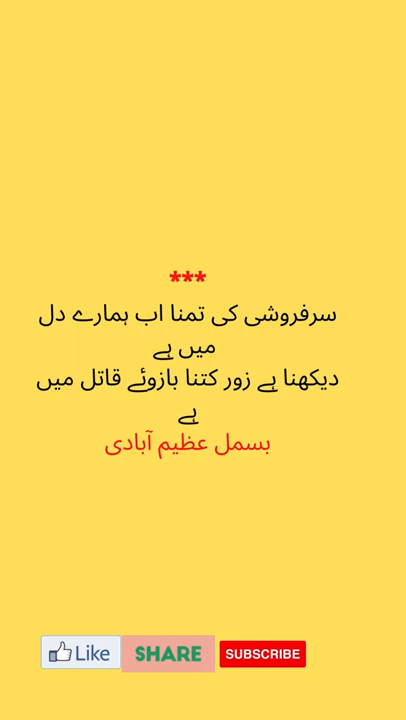 ***
سرفروشی کی تمنا اب ہمارے دل
میں ہے
دیکھنا ہے زور کتنا بازوئے قاتل میں
ہے
بسمل عظیم آبادی
Like SHARE SUBSCRIBE